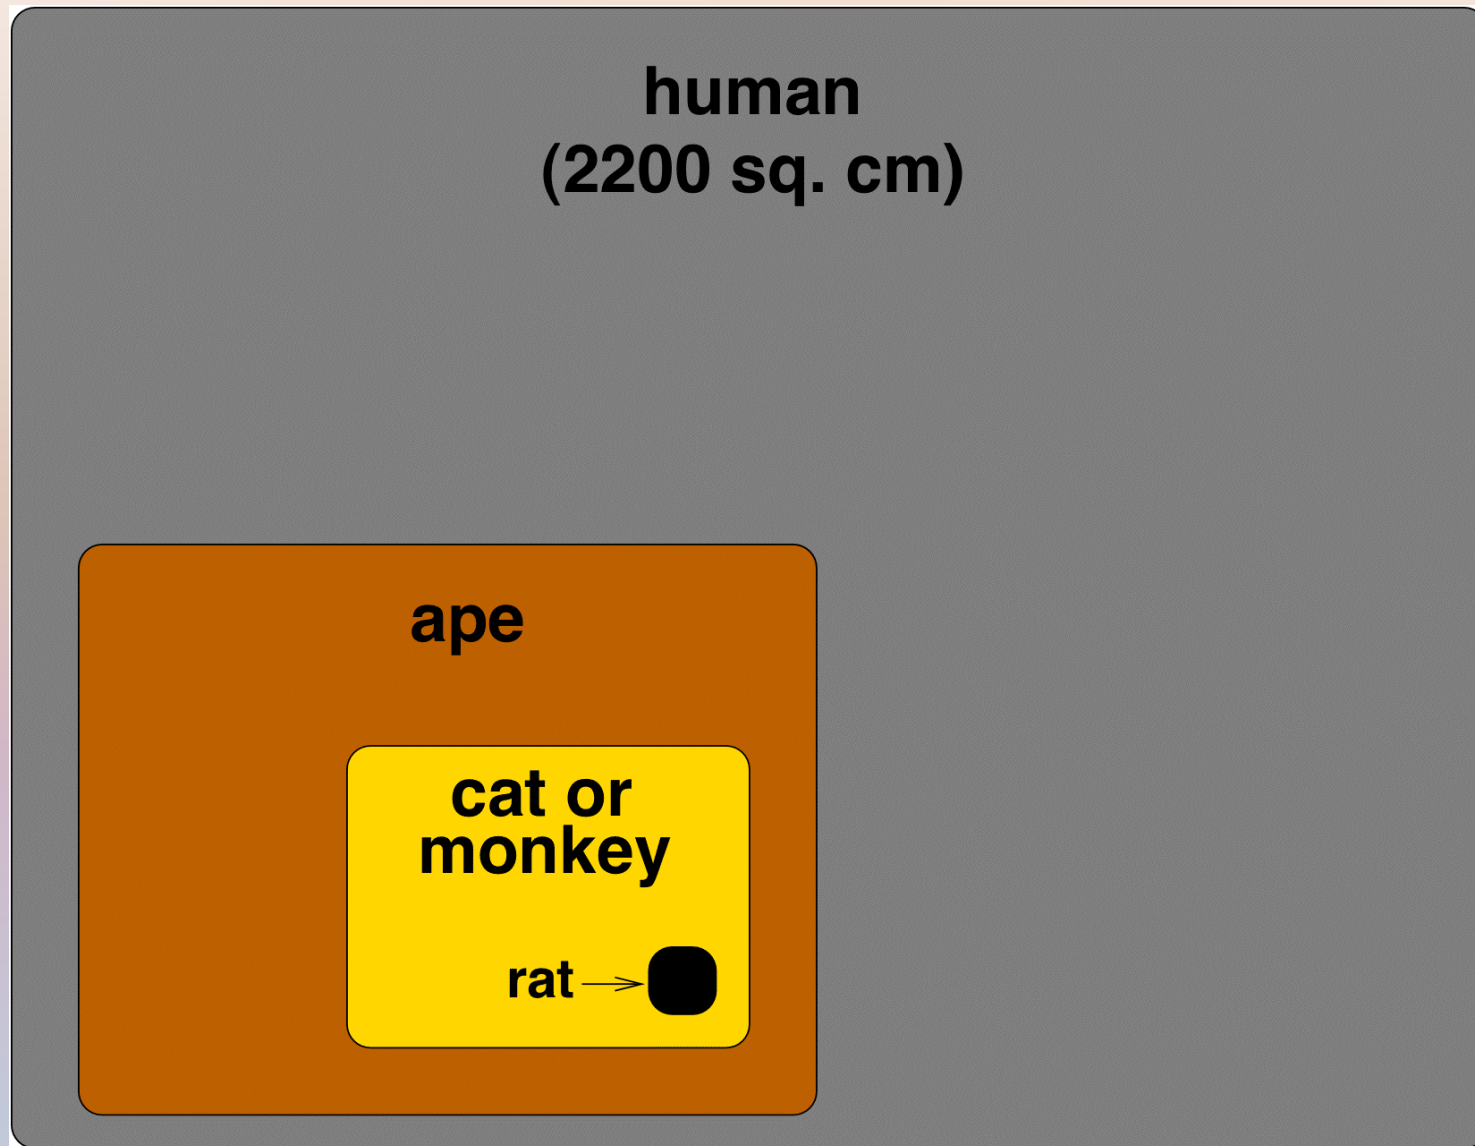 human
(2200 sq. cm)
ape
cat or
monkey
rat